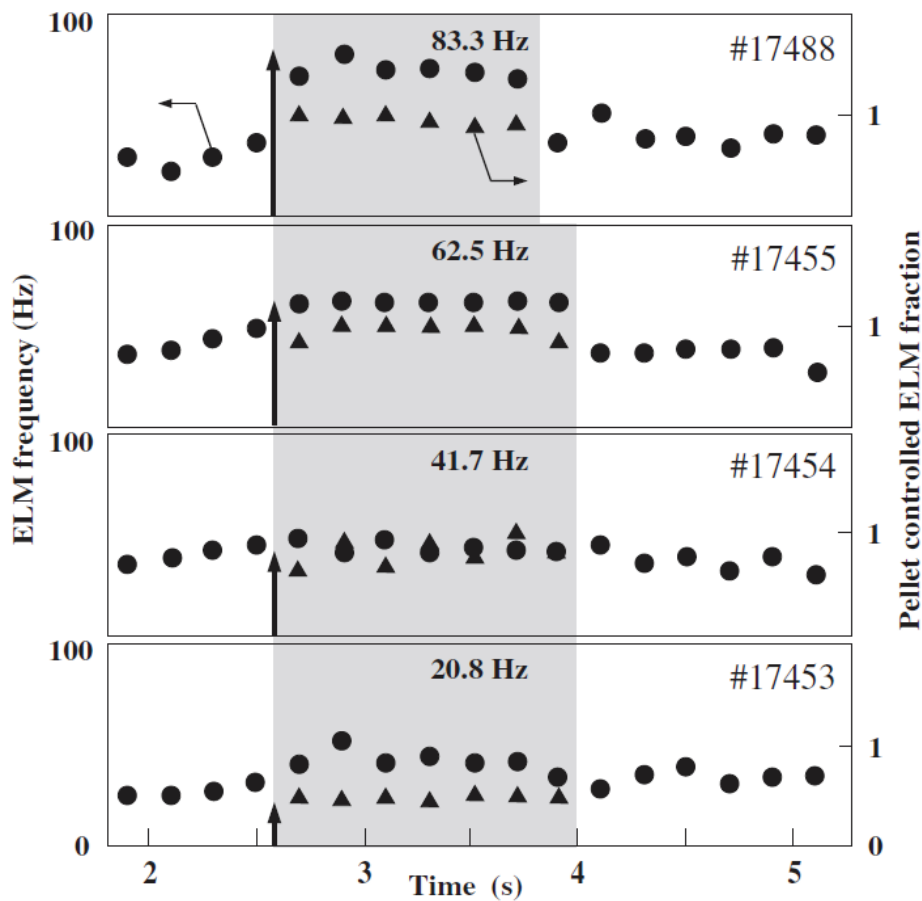 100
83.3 Hz
#17488
1
100
62.5 Hz
#17455
1
100
41.7 Hz
#17454
1
100
20.8 Hz
#17453
1
0
0
2
3
4
5
Time (s)
ELM frequency (Hz)
Pellet controlled ELM fraction